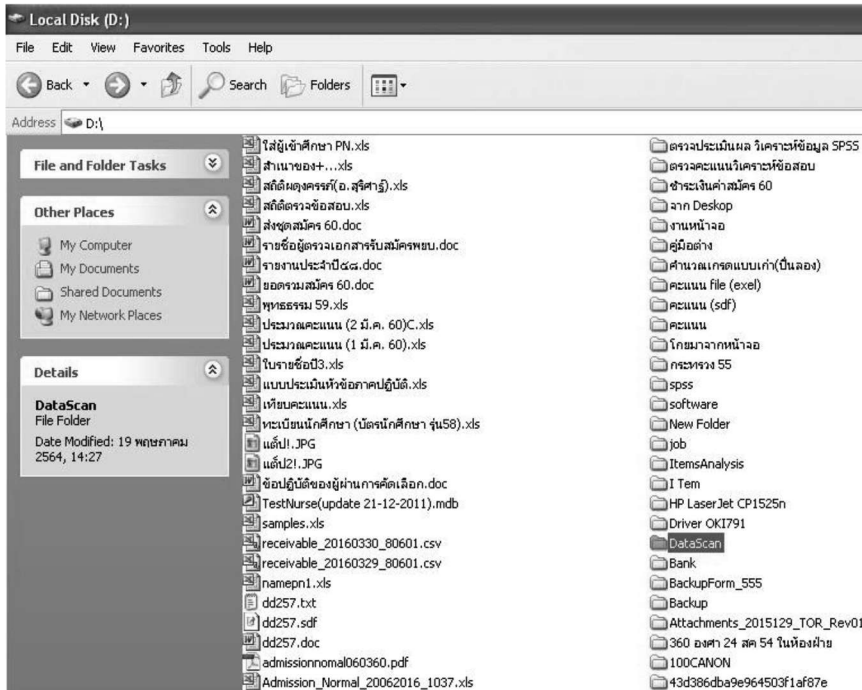 Local Disk (D:)
File Edit View Favorites Tools Help
Back Search Folders
Address D:\
File and Folder Tasks
Other Places
My Computer
My Documents
Shared Documents
My Network Places
Details
DataScan
File Folder
Date Modified: 19 พฤษภาคม
2564, 14:27
ใส่ผู้เข้าศึกษา PN.xls
สำเนาของ+...xls
สถิติผดุงครรภ์(อ.สุริศาฐ์).xls
สถิติตรวจข้อสอบ.xls
ส่งชุดสมัคร 60.doc
รายชื่อผู้ตรวจเอกสารรับสมัครพยบ.doc
รายงานประจำปี๕๘.doc
ยอดรวมสมัคร 60.doc
พุทธธรรม 59.xls
ประมวลคะแนน (2 มี.ค. 60)C.xls
ประมวลคะแนน (1 มี.ค. 60).xls
ใบรายชื่อปี3.xls
แบบประเมินหัวข้อภาคปฏิบัติ.xls
เทียบคะแนน.xls
ทะเบียนนักศึกษา (บัตรนักศึกษา รุ่น58).xls
แต๊ป!.JPG
แต๊ป2!.JPG
ข้อปฏิบัติของผู้ผ่านการคัดเลือก.doc
TestNurse(update 21-12-2011).mdb
samples.xls
receivable_20160330_80601.csv
receivable_20160329_80601.csv
namepn1.xls
dd257.txt
dd257.sdf
dd257.doc
admissionnomal060360.pdf
Admission_Normal_20062016_1037.xls
ตรวจประเมินผล วิเคราะห์ข้อมูล SPSS
ตรวจคะแนนวิเคราะห์ข้อสอบ
ชำระเงินค่าสมัคร 60
จาก Deskop
งานหน้าจอ
คู่มือต่าง
คำนวณเกรดแบบเก่า(ปิ่นลอง)
คะแนน file (exel)
คะแนน (sdf)
คะแนน
โกยมาจากหน้าจอ
กระทรวง 55
spss
software
New Folder
job
ItemsAnalysis
I Tem
HP LaserJet CP1525n
Driver OKI791
DataScan
Bank
BackupForm_555
Backup
Attachments_2015129_TOR_Rev01
360 องศา 24 สค 54 ในห้องฝ่าย
100CANON
43d386dba9e964503f1af87e